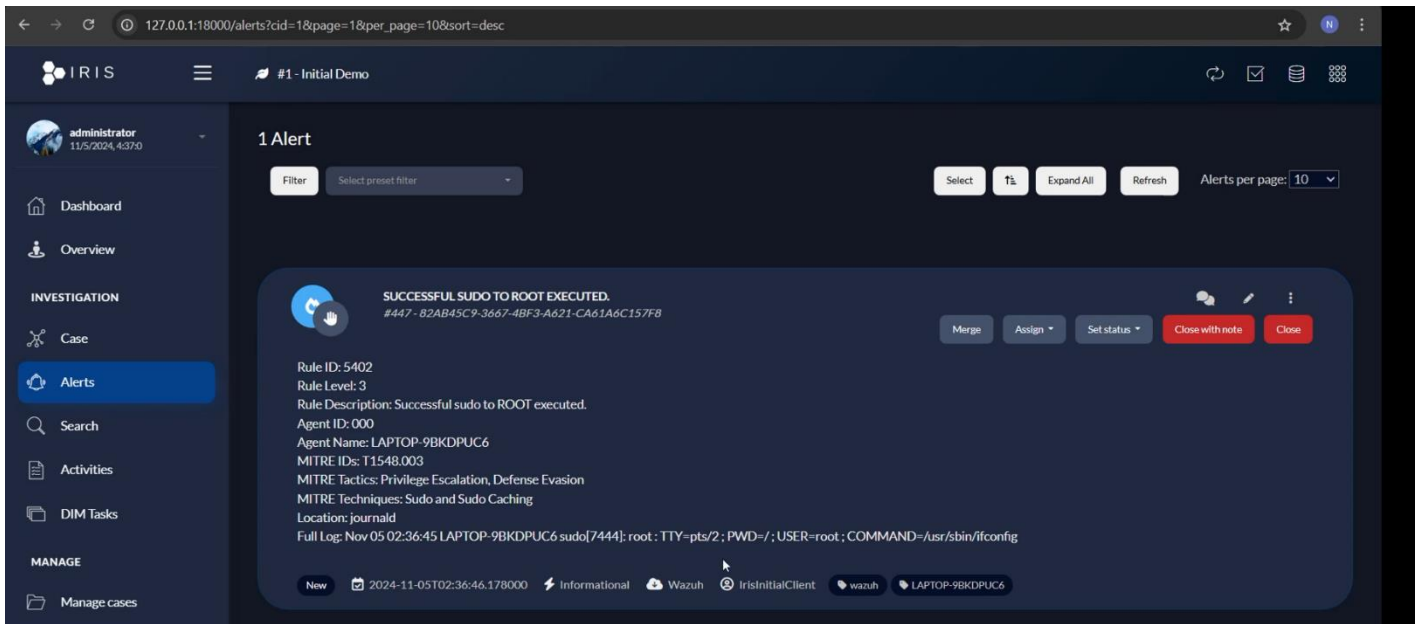 127.0.0.1:18000/alerts?cid=1&page=1&per_page=10&sort=desc
N
IRIS
#1 - Initial Demo
administrator
11/5/2024, 4:37:0
Dashboard
Overview
INVESTIGATION
Case
Alerts
Search
Activities
DIM Tasks
MANAGE
Manage cases
1 Alert
Filter Select preset filter Select Expand All Refresh Alerts per page: 10
SUCCESSFUL SUDO TO ROOT EXECUTED.
#447 - 82AB45C9-3667-4BF3-A621-CA61A6C157F8
Merge Assign Set status Close with note Close
Rule ID: 5402
Rule Level: 3
Rule Description: Successful sudo to ROOT executed.
Agent ID: 000
Agent Name: LAPTOP-9BKDPUC6
MITRE IDs: T1548.003
MITRE Tactics: Privilege Escalation, Defense Evasion
MITRE Techniques: Sudo and Sudo Caching
Location: journald
Full Log: Nov 05 02:36:45 LAPTOP-9BKDPUC6 sudo[7444]: root : TTY=pts/2 ; PWD=/ ; USER=root ; COMMAND=/usr/sbin/ifconfig
New 2024-11-05T02:36:46.178000 Informational Wazuh IrisInitialClient wazuh LAPTOP-9BKDPUC6